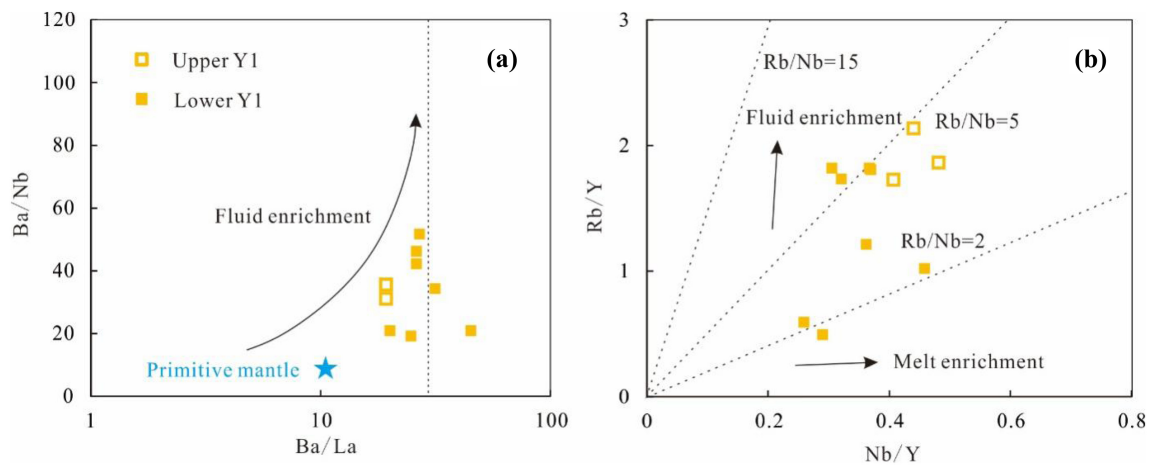 (a)
Upper Y1
Lower Y1
Fluid enrichment
Primitive mantle
Ba/Nb
120
100
80
60
40
20
0
1
10
100
Ba/La
(b)
Rb/Nb=15
Fluid enrichment
Rb/Nb=5
Rb/Nb=2
Melt enrichment
Rb/Y
3
2
1
0
0
0.2
0.4
0.6
0.8
Nb/Y